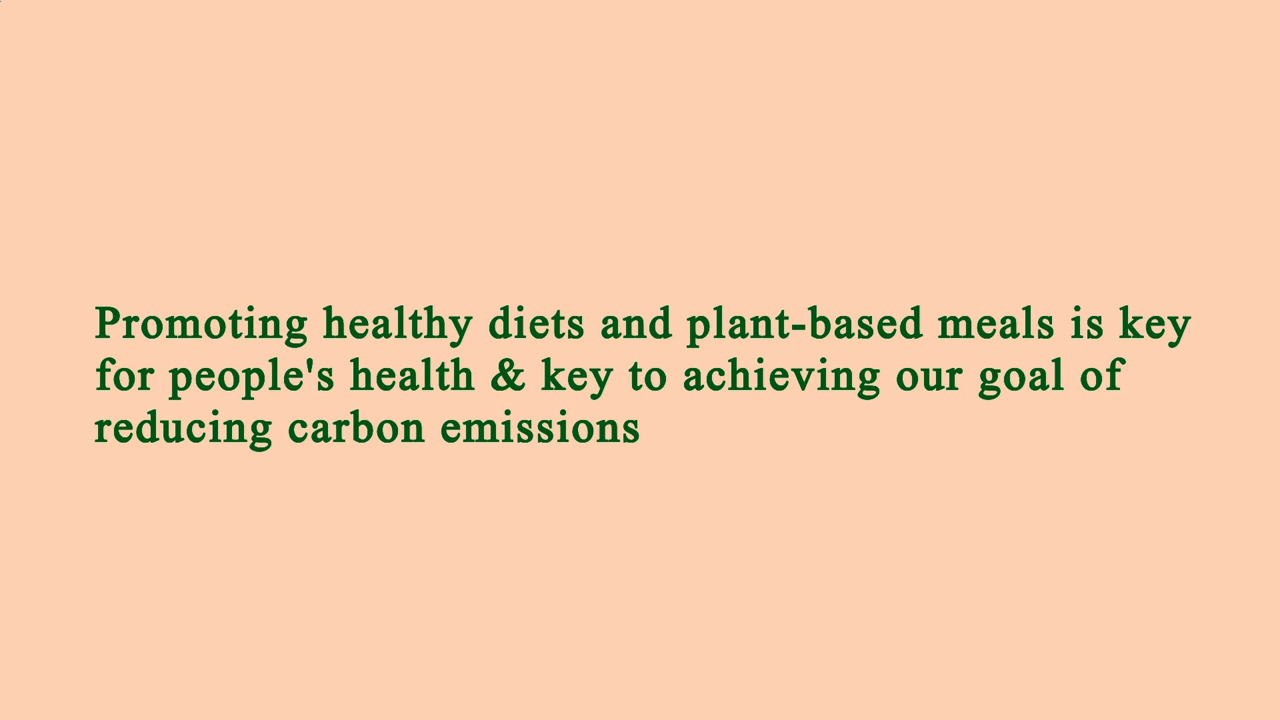 Promoting healthy diets and plant-based meals is key
for people's health & key to achieving our goal of
reducing carbon emissions